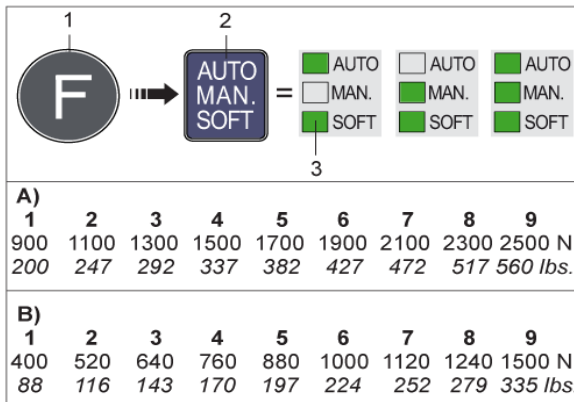 1
2
F
AUTO
MAN.
SOFT
=
AUTO
MAN.
SOFT
AUTO
MAN.
SOFT
AUTO
MAN.
SOFT
3
A)
1 2 3 4 5 6 7 8 9
900 1100 1300 1500 1700 1900 2100 2300 2500 N
200 247 292 337 382 427 472 517 560 lbs.
B)
1 2 3 4 5 6 7 8 9
400 520 640 760 880 1000 1120 1240 1500 N
88 116 143 170 197 224 252 279 335 lbs